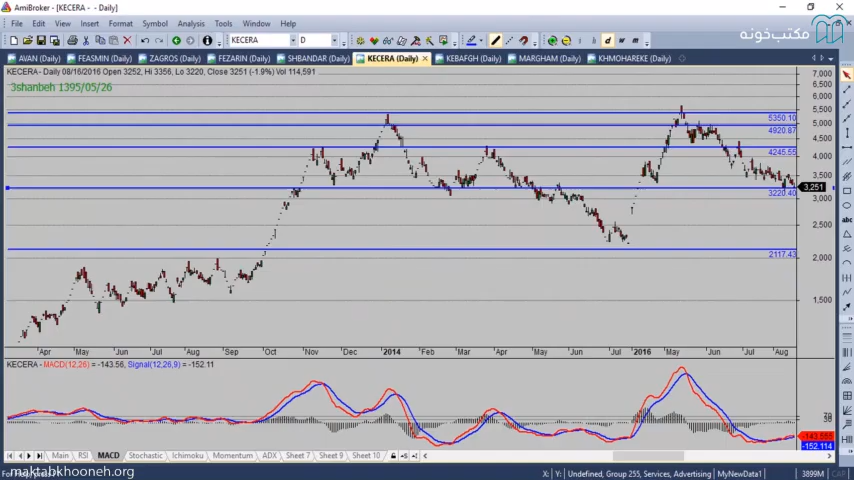 AmiBroker - [KECERA - Daily]
File Edit View Insert Format Symbol Analysis Tools Window Help
مکتب‌خونه
KECERA D d w m
AVAN (Daily) FEASMIN (Daily) ZAGROS (Daily) FEZARIN (Daily) SHBANDAR (Daily) KECERA (Daily) KEBAFGH (Daily) MARGHAM (Daily) KHMOHAREKE (Daily)
KECERA - Daily 08/16/2016 Open 3252, Hi 3356, Lo 3220, Close 3251 (-1.9%) Vol 114,591
3shanbeh 1395/05/26
7,000
6,500
6,000
5,500
5350.10
5,000
4920.87
4,500
4245.55
4,000
3,500
3,251
3220.40
3,000
2,500
2117.43
2,000
1,500
Apr May Jun Jul Aug Sep Oct Nov Dec 2014 Feb Mar Apr May Jun Jul 2016 May Jun Jul Aug
KECERA - MACD(12,26) = -143.56, Signal(12,26,9) = -152.11
-143.555
-152.114
Main RSI MACD Stochastic Ichimoku Momentum ADX Sheet 7 Sheet 9 Sheet 10
maktabkhooneh.org
X: Y: Undefined, Group 255, Services, Advertising MyNewData1 3899M CAP
abc